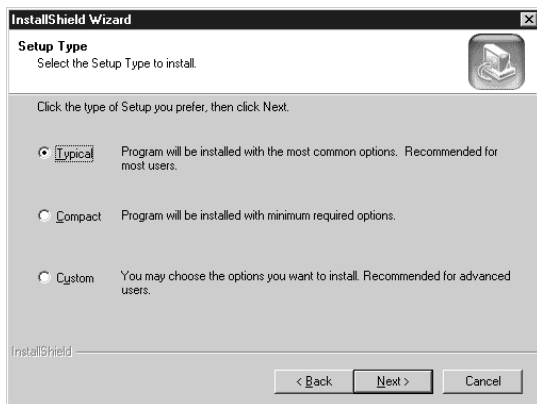 InstallShield Wizard
Setup Type
Select the Setup Type to install.
Click the type of Setup you prefer, then click Next.
Typical Program will be installed with the most common options. Recommended for
most users.
Compact Program will be installed with minimum required options.
Custom You may choose the options you want to install. Recommended for advanced
users.
InstallShield
< Back Next > Cancel